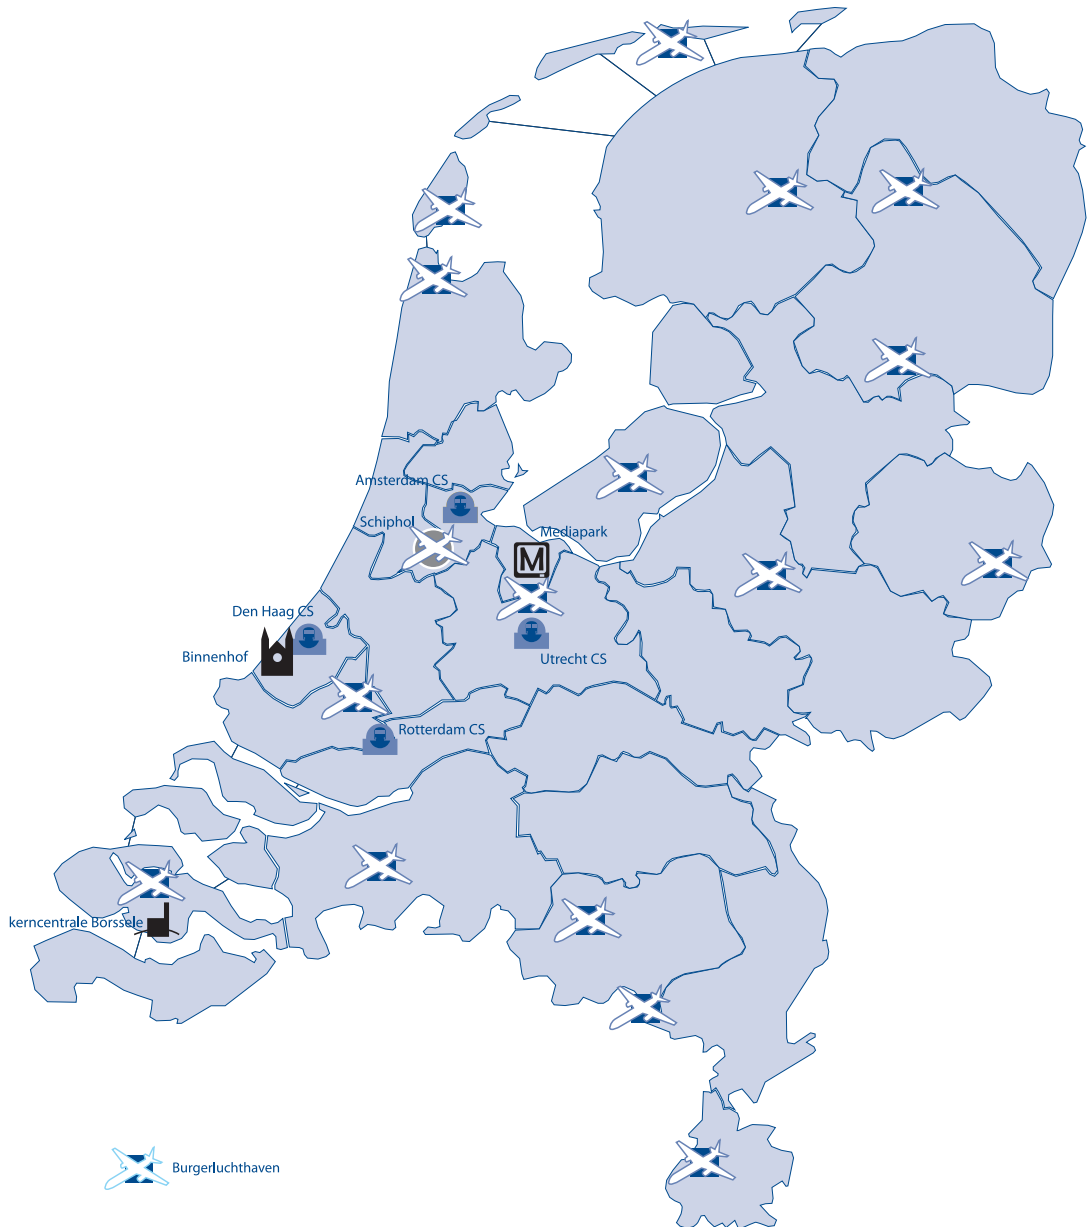 Amsterdam CS
Schiphol
Mediapark
M
Den Haag CS
Binnenhof
Utrecht CS
Rotterdam CS
kerncentrale Borssele
Burgerluchthaven